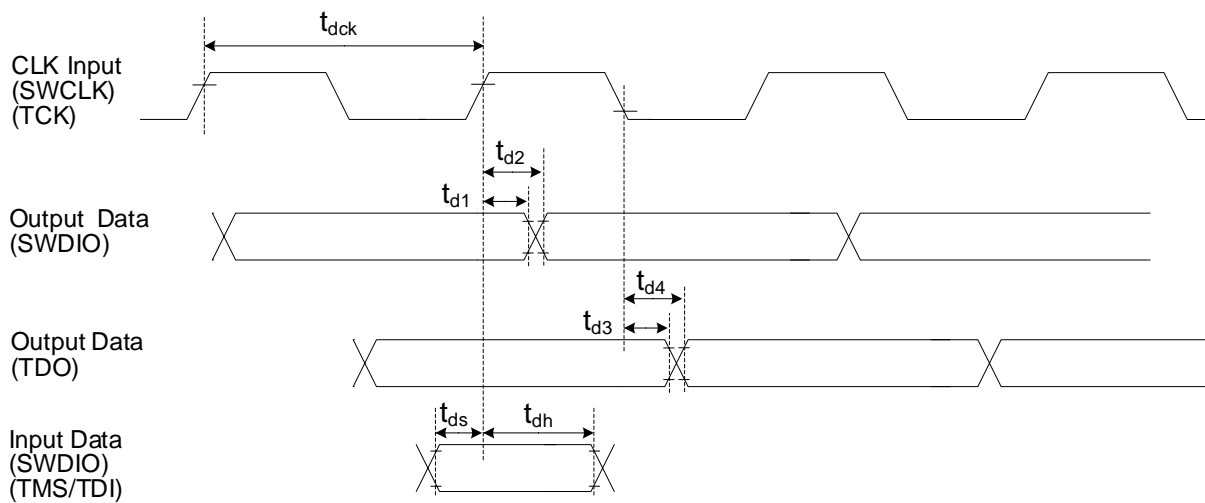 tdck
CLK Input
(SWCLK)
(TCK)
td2
td1
Output Data
(SWDIO)
td4
td3
Output Data
(TDO)
tds
tdh
Input Data
(SWDIO)
(TMS/TDI)